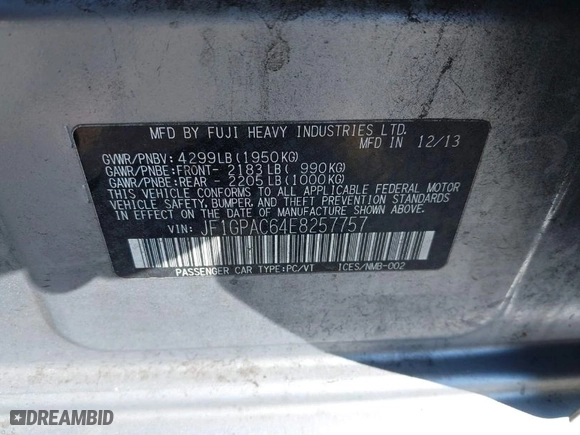 MFD BY FUJI HEAVY INDUSTRIES LTD.
MFD IN 12/13
GVWR/PNBV: 4299LB(1950KG)
GAWR/PNBE:FRONT- 2183LB( 990KG)
GAWR/PNBE:REAR - 2205LB(1000KG)
THIS VEHICLE CONFORMS TO ALL APPLICABLE FEDERAL MOTOR
VEHICLE SAFETY, BUMPER, AND THEFT PREVENTION STANDARDS
IN EFFECT ON THE DATE OF MANUFACTURE SHOWN ABOVE.
VIN: JF1GPAC64E8257757
PASSENGER CAR TYPE:PC/VT ICES/NMB-002
DREAMBID